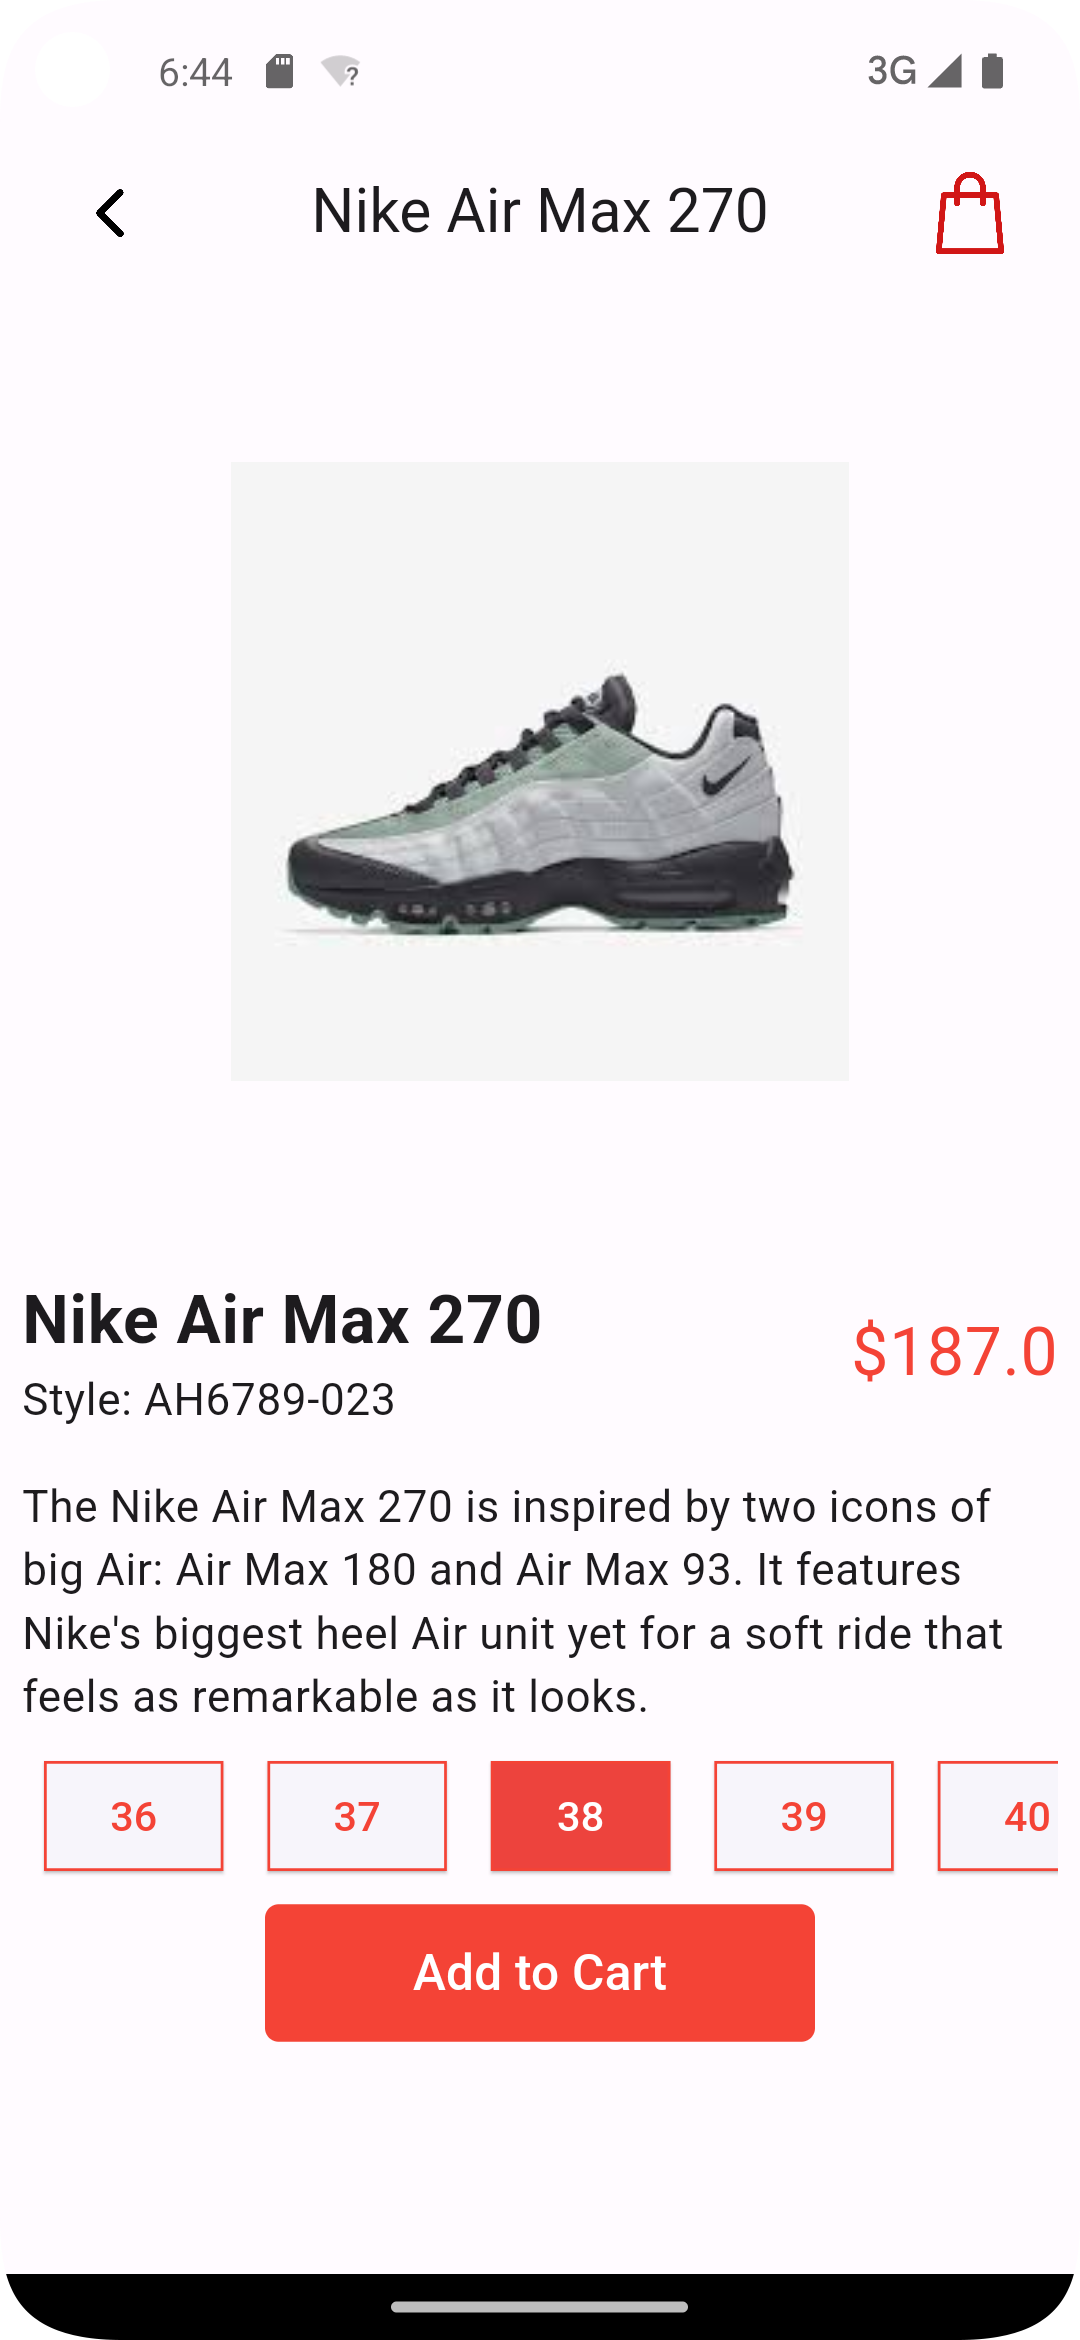 6:44
3G
Nike Air Max 270
Nike Air Max 270
$187.0
Style: AH6789-023
The Nike Air Max 270 is inspired by two icons of
big Air: Air Max 180 and Air Max 93. It features
Nike's biggest heel Air unit yet for a soft ride that
feels as remarkable as it looks.
36 37 38 39 40
Add to Cart